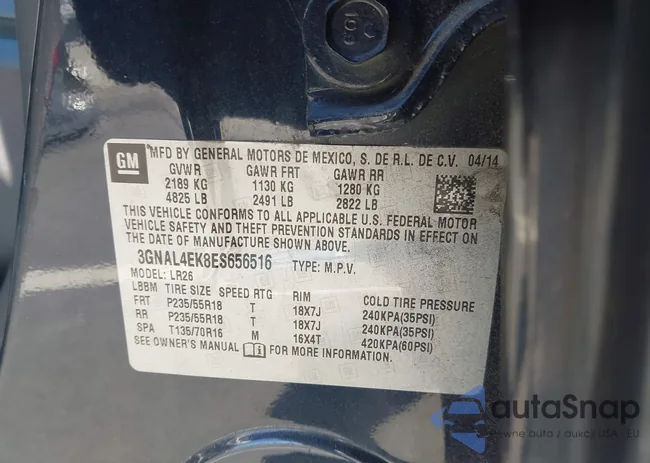 GM MFD BY GENERAL MOTORS DE MEXICO, S. DE R.L. DE C.V. 04/14
GVWR GAWR FRT GAWR RR
2189 KG 1130 KG 1280 KG
4825 LB 2491 LB 2822 LB
THIS VEHICLE CONFORMS TO ALL APPLICABLE U.S. FEDERAL MOTOR
VEHICLE SAFETY AND THEFT PREVENTION STANDARDS IN EFFECT ON
THE DATE OF MANUFACTURE SHOWN ABOVE.
3GNAL4EK8ES656516 TYPE: M.P.V.
MODEL: LR26
LBBM TIRE SIZE SPEED RTG RIM COLD TIRE PRESSURE
FRT P235/55R18 T 18X7J 240KPA(35PSI)
RR P235/55R18 T 18X7J 240KPA(35PSI)
SPA T135/70R16 M 16X4T 420KPA(60PSI)
SEE OWNER'S MANUAL FOR MORE INFORMATION.
autaSnap
auta z aukcji USA - EU